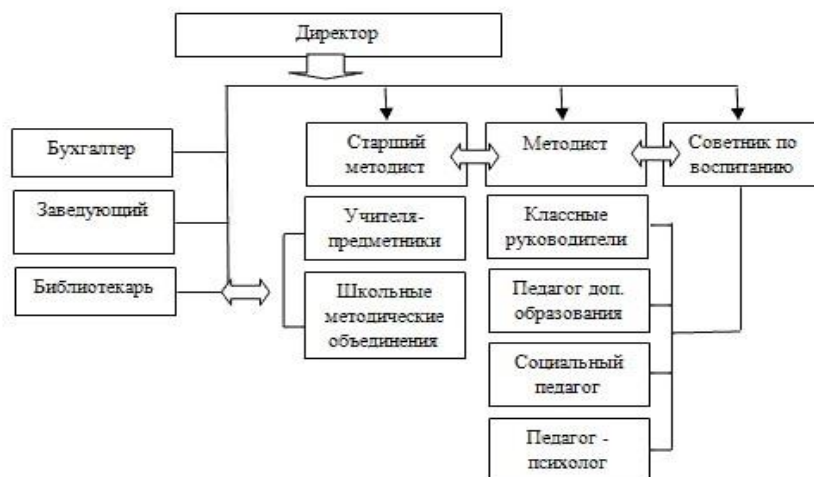 Директор
Старший
методист
Методист
Советник по
воспитанию
Бухгалтер
Заведующий
Библиотекарь
Учителя-
предметники
Школьные
методические
объединения
Классные
руководители
Педагог доп.
образования
Социальный
педагог
Педагог -
психолог